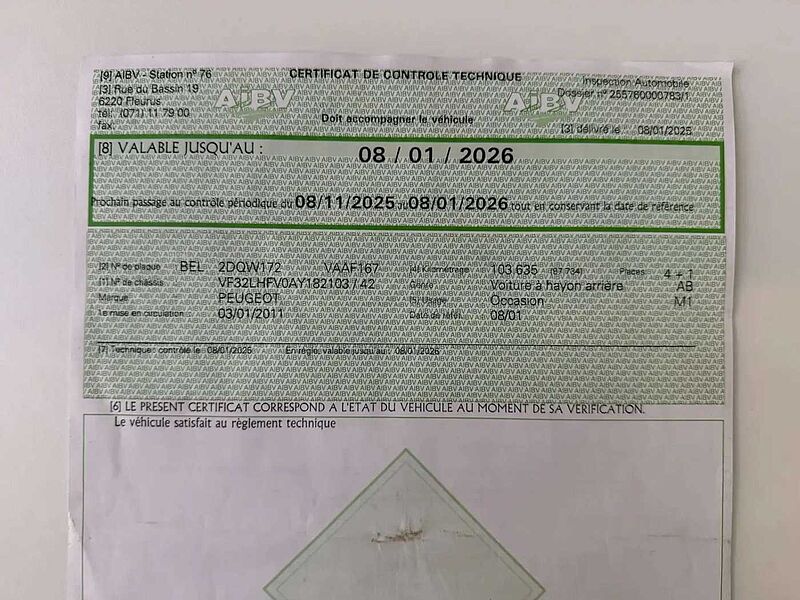 [9] AIBV - Station n° 76
CERTIFICAT DE CONTROLE TECHNIQUE
Inspection Automobile
[3] Rue du Bassin 19
Dossier n° 255760000783/1
6220 Fleurus
AIBV
AIBV
tél.: (071) 11 79 00
fax.
Doit accompagner le véhicule
[3] délivré le 08/01/2025
[8] VALABLE JUSQU'AU : 08 / 01 / 2026
Prochain passage au contrôle périodique du 08/11/2025 au 08/01/2026 tout en conservant la date de référence
[2] N° de plaque BEL 2DQW172 VAAF167 [4] Kilométrage 103 635 (97.734) Places 4 + 1
[1] N° de chassis VF32LHFV0AY182103 / 42 Genre Voiture à hayon arrière AB
Marque PEUGEOT [5] Usage Occasion M1
1e mise en circulation 03/01/2011 Date de référ. 08/01
[7] Technique: contrôlé le 08/01/2025 En règle, valable jusqu'au : 08/01/2026
[6] LE PRESENT CERTIFICAT CORRESPOND A L'ETAT DU VEHICULE AU MOMENT DE SA VERIFICATION.
Le véhicule satisfait au règlement technique